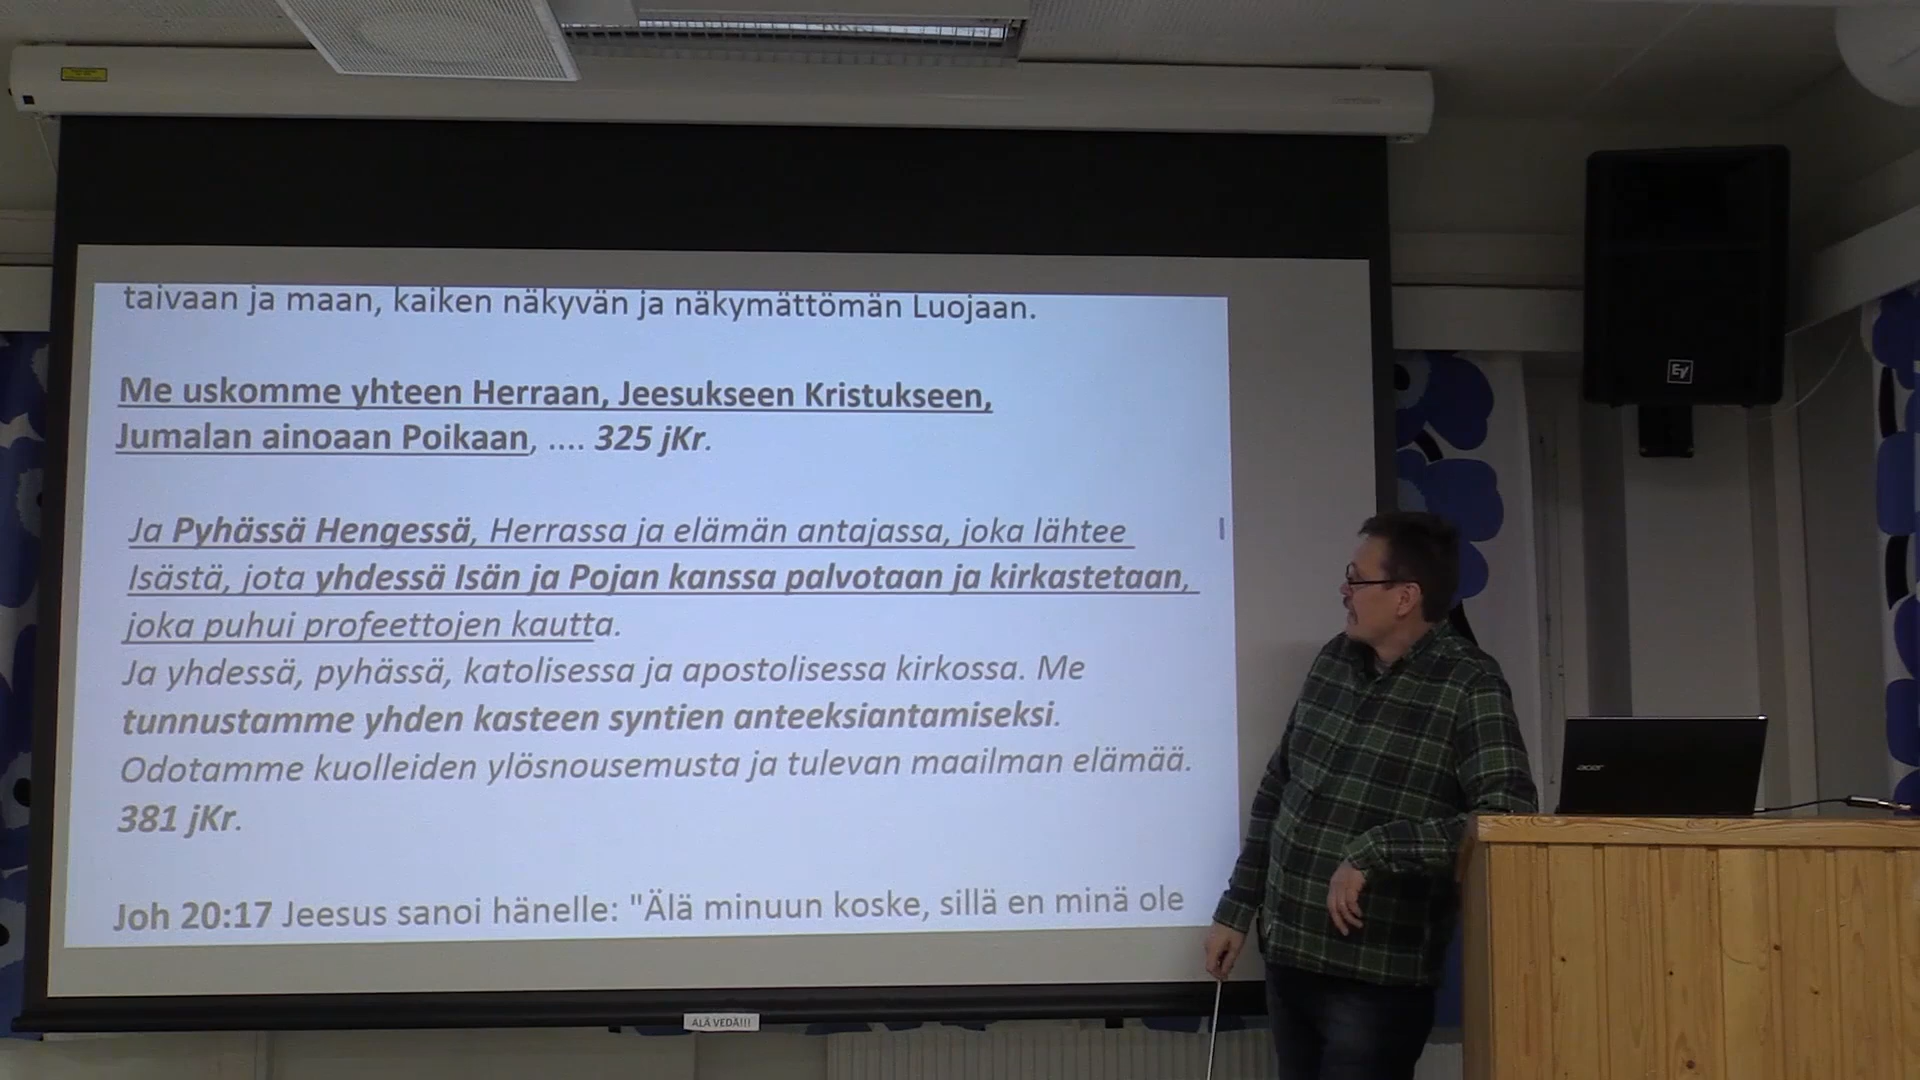 taivaan ja maan, kaiken näkyvän ja näkymättömän Luojaan.
Me uskomme yhteen Herraan, Jeesukseen Kristukseen,
Jumalan ainoaan Poikaan, .... 325 jKr.
Ja Pyhässä Hengessä, Herrassa ja elämän antajassa, joka lähtee
Isästä, jota yhdessä Isän ja Pojan kanssa palvotaan ja kirkastetaan,
joka puhui profeettojen kautta.
Ja yhdessä, pyhässä, katolisessa ja apostolisessa kirkossa. Me
tunnustamme yhden kasteen syntien anteeksiantamiseksi.
Odotamme kuolleiden ylösnousemusta ja tulevan maailman elämää.
381 jKr.
Joh 20:17 Jeesus sanoi hänelle: "Älä minuun koske, sillä en minä ole
ÄLÄ VEDÄ!!!
EV
acer